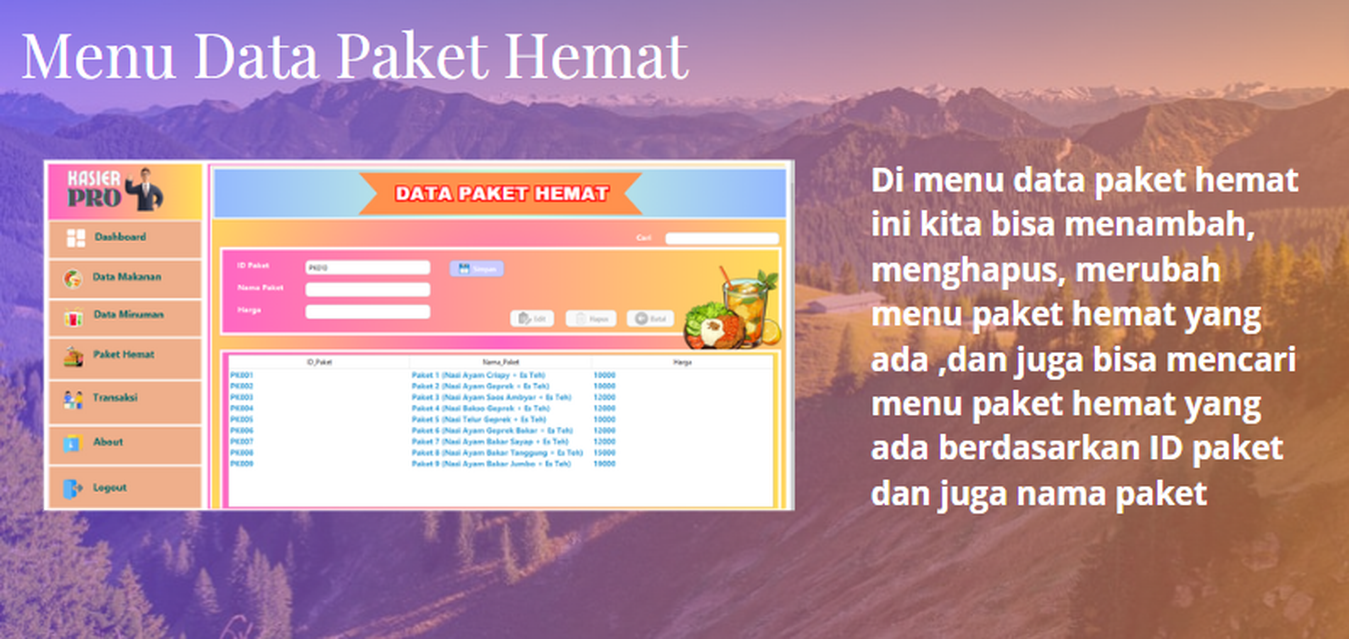 Menu Data Paket Hemat
KASIER
PRO
Dashboard
Data Makanan
Data Minuman
Paket Hemat
Transaksi
About
Logout
DATA PAKET HEMAT
Cari
ID Paket
PK010
Simpan
Nama Paket
Harga
Edit
Hapus
Batal
ID_Paket Nama_Paket Harga
PK001 Paket 1 (Nasi Ayam Crispy + Es Teh) 10000
PK002 Paket 2 (Nasi Ayam Geprek + Es Teh) 10000
PK003 Paket 3 (Nasi Ayam Saos Ambyar + Es Teh) 12000
PK004 Paket 4 (Nasi Bakso Geprek + Es Teh) 10000
PK005 Paket 5 (Nasi Telur Geprek + Es Teh) 10000
PK006 Paket 6 (Nasi Ayam Geprek Bakar + Es Teh) 12000
PK007 Paket 7 (Nasi Ayam Bakar Sayap + Es Teh) 12000
PK008 Paket 8 (Nasi Ayam Bakar Tanggung + Es Teh) 15000
PK009 Paket 9 (Nasi Ayam Bakar Jumbo + Es Teh) 19000
Di menu data paket hemat
ini kita bisa menambah,
menghapus, merubah
menu paket hemat yang
ada ,dan juga bisa mencari
menu paket hemat yang
ada berdasarkan ID paket
dan juga nama paket